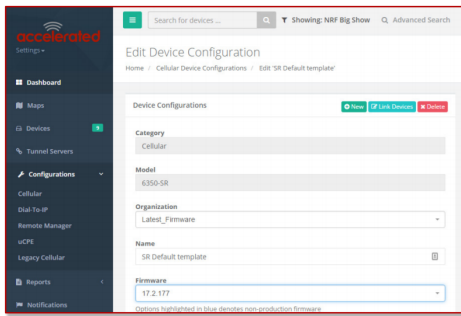 accelerated
Settings
Search for devices ...
Showing: NRF Big Show
Advanced Search
Edit Device Configuration
Home / Cellular Device Configurations / Edit 'SR Default template'
Dashboard
Maps
Devices
Tunnel Servers
Configurations
Cellular
Dial-To-IP
Remote Manager
uCPE
Legacy Cellular
Reports
Notifications
Device Configurations
New
Link Devices
Delete
Category
Cellular
Model
6350-SR
Organization
Latest_Firmware
Name
SR Default template
Firmware
17.2.177
Options highlighted in blue denotes non-production firmware